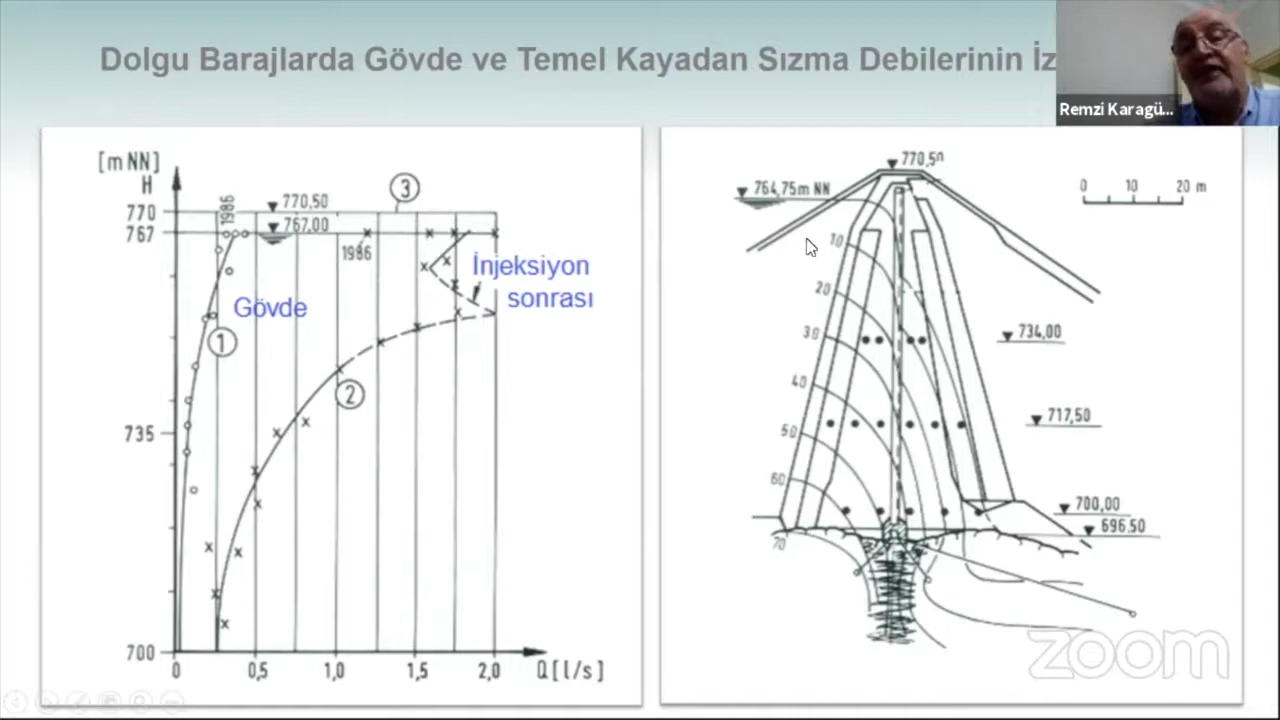 Dolgu Barajlarda Gövde ve Temel Kayadan Sızma Debilerinin İz
Remzi Karagü...
[m NN]
H
770
767
735
700
1986
770,50
767,00
1986
3
İnjeksiyon
sonrası
Gövde
1
2
0
0,5
1,0
1,5
2,0
Q[l/s]
770,50
764,75m NN
0
10
20 m
10
20
30
40
50
60
70
734,00
717,50
700,00
696,50
zoom